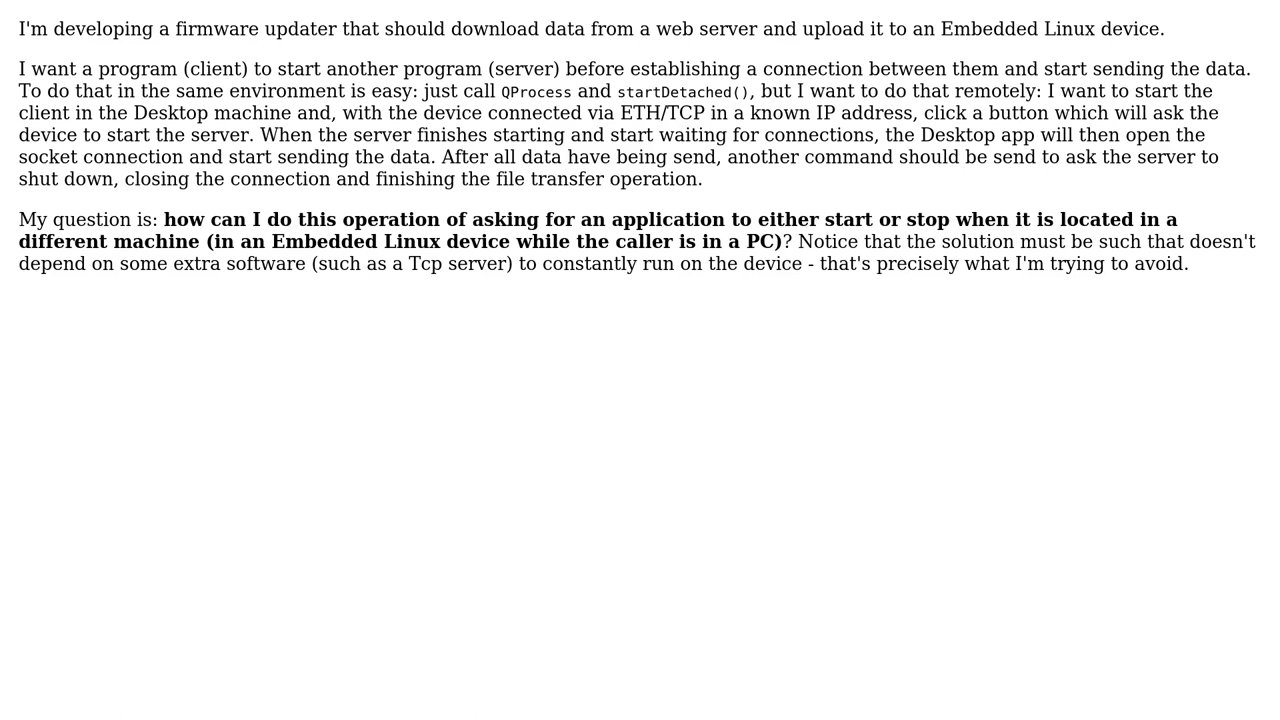 I'm developing a firmware updater that should download data from a web server and upload it to an Embedded Linux device.
I want a program (client) to start another program (server) before establishing a connection between them and start sending the data.
To do that in the same environment is easy: just call QProcess and startDetached(), but I want to do that remotely: I want to start the
client in the Desktop machine and, with the device connected via ETH/TCP in a known IP address, click a button which will ask the
device to start the server. When the server finishes starting and start waiting for connections, the Desktop app will then open the
socket connection and start sending the data. After all data have being send, another command should be send to ask the server to
shut down, closing the connection and finishing the file transfer operation.
My question is: how can I do this operation of asking for an application to either start or stop when it is located in a
different machine (in an Embedded Linux device while the caller is in a PC)? Notice that the solution must be such that doesn't
depend on some extra software (such as a Tcp server) to constantly run on the device - that's precisely what I'm trying to avoid.